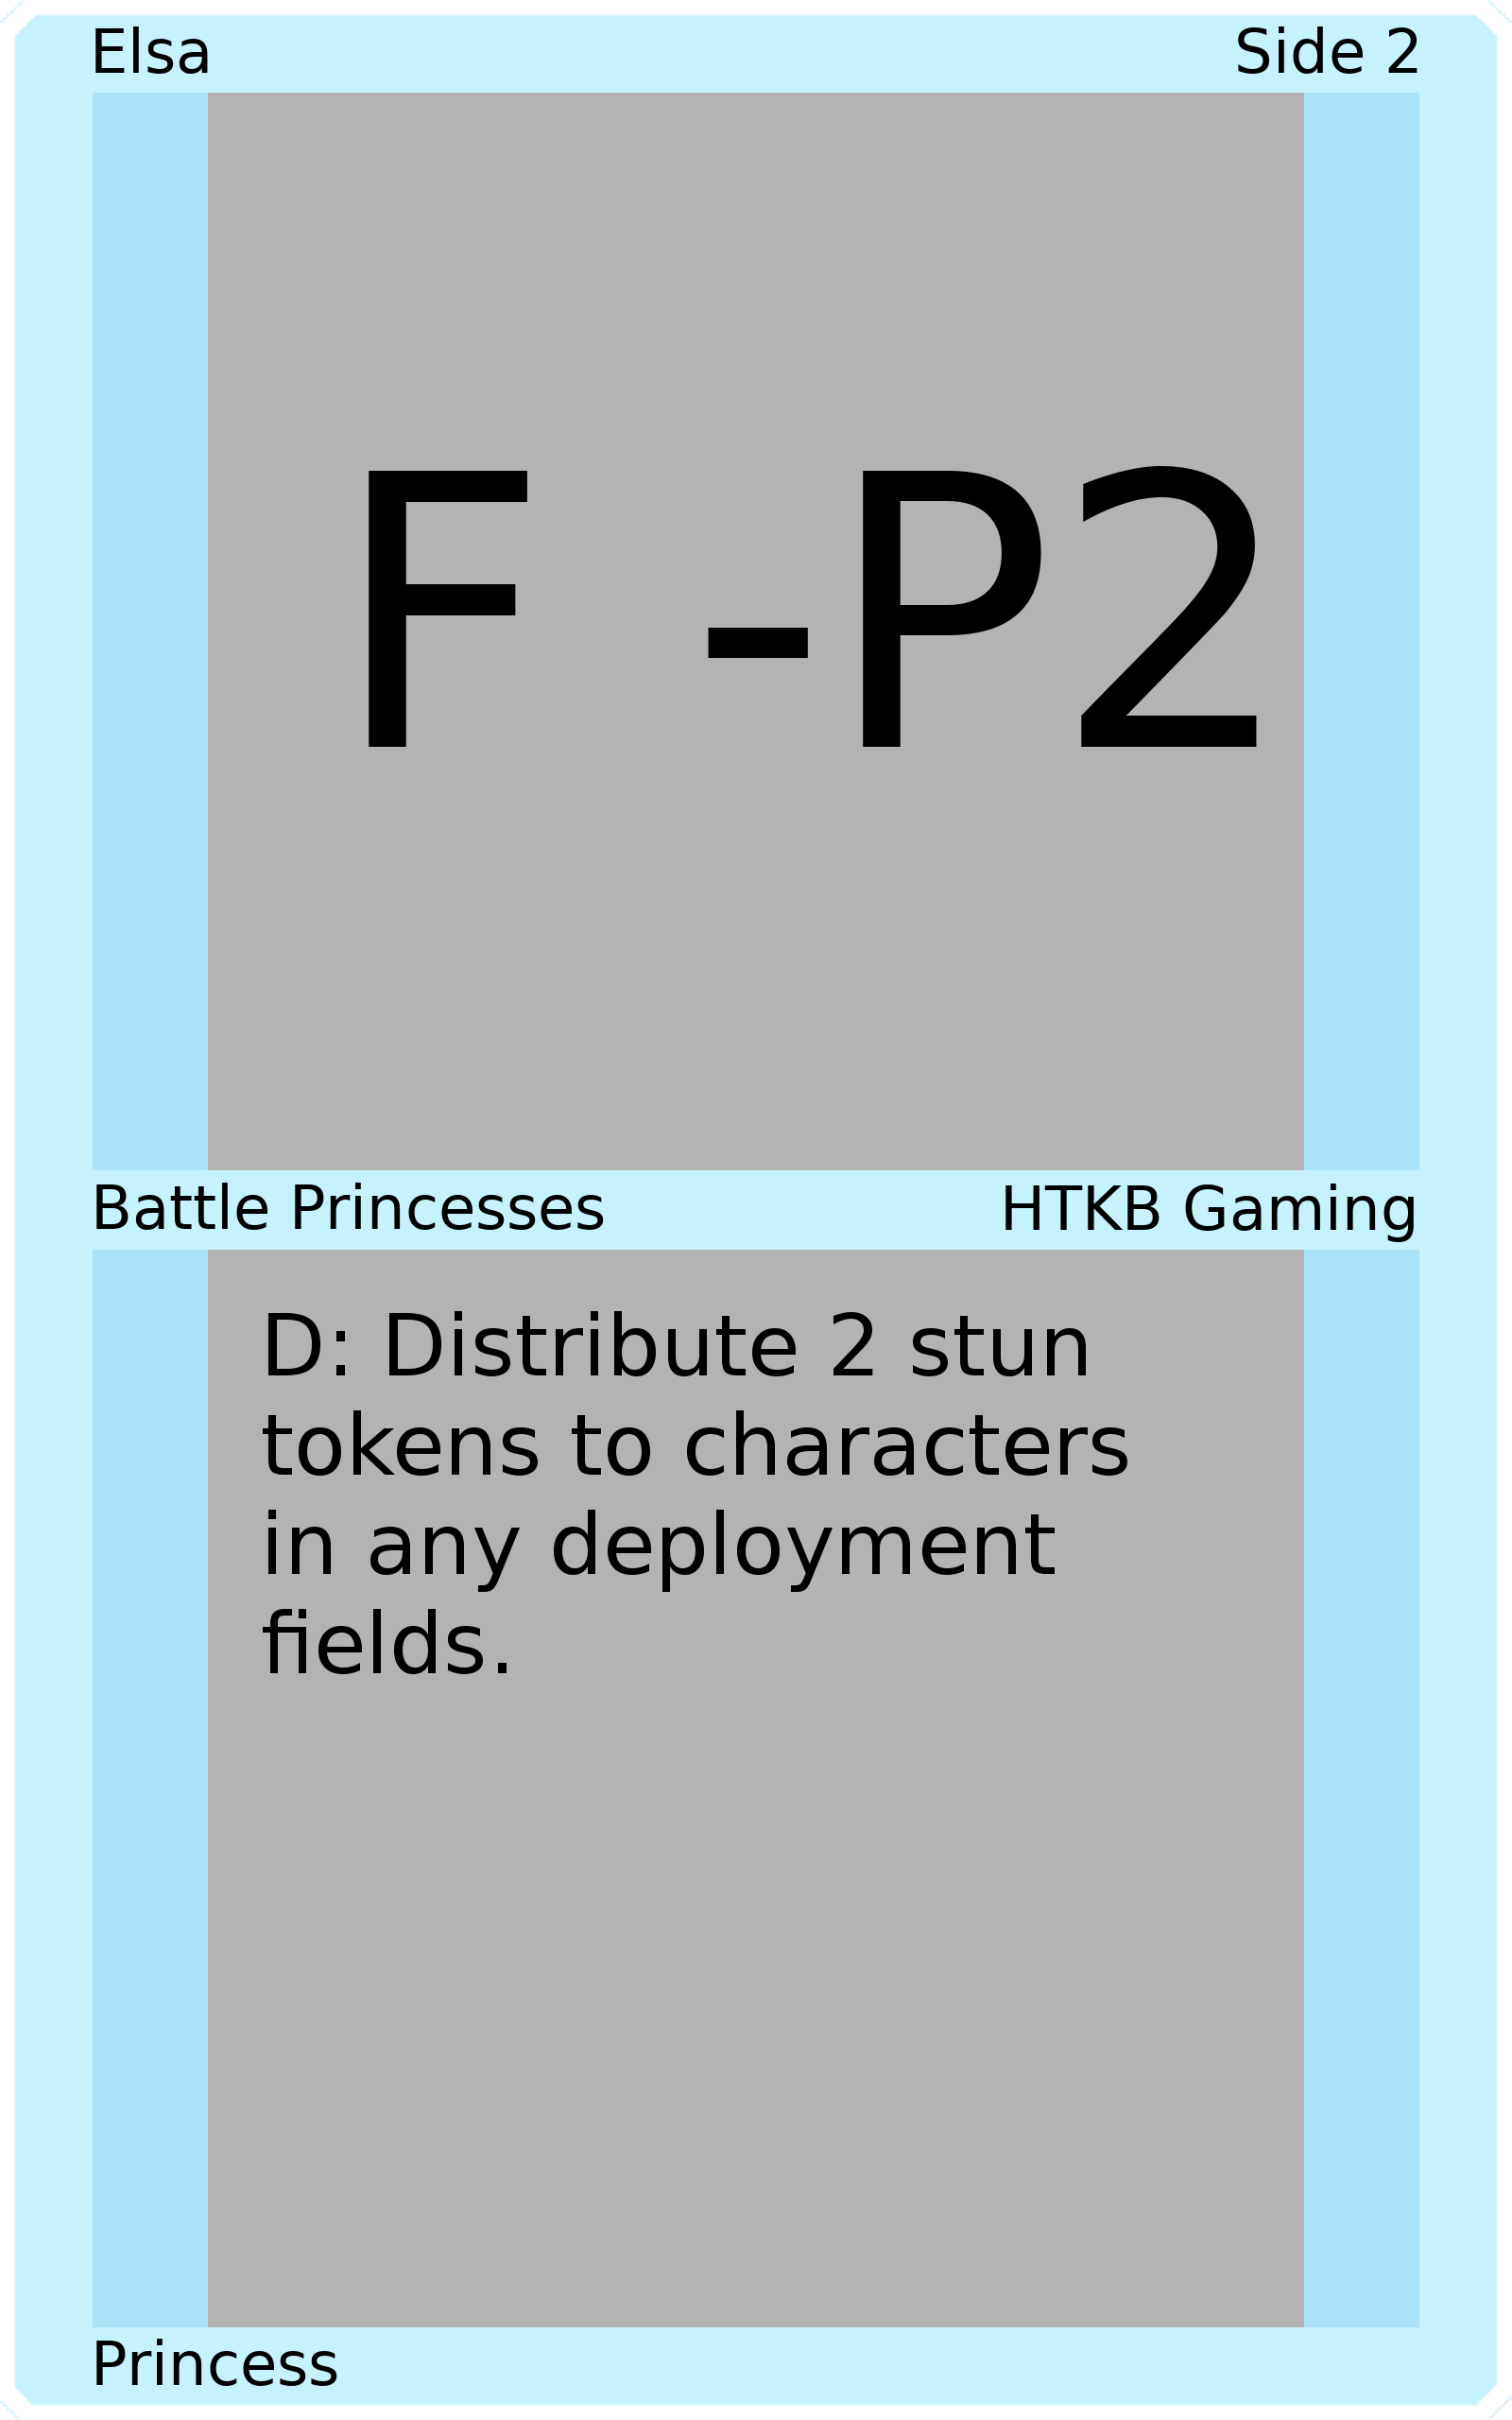 Elsa Side 2
F -P2
Battle Princesses HTKB Gaming
D: Distribute 2 stun
tokens to characters
in any deployment
fields.
Princess